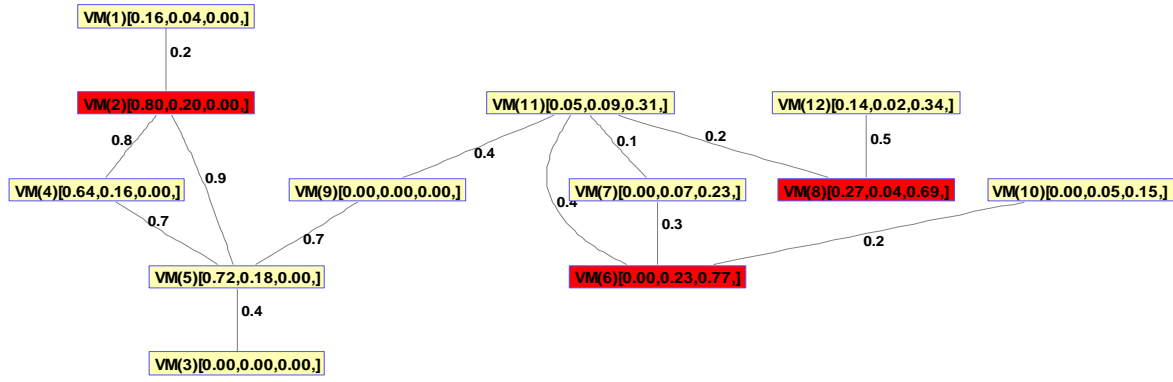 VM(1)[0.16,0.04,0.00,]
0.2
VM(2)[0.80,0.20,0.00,]
VM(11)[0.05,0.09,0.31,]
VM(12)[0.14,0.02,0.34,]
0.8
0.9
0.4
0.1
0.2
0.5
VM(4)[0.64,0.16,0.00,]
VM(9)[0.00,0.00,0.00,]
VM(7)[0.00,0.07,0.23,]
VM(8)[0.27,0.04,0.69,]
VM(10)[0.00,0.05,0.15,]
0.7
0.7
0.4
0.3
0.2
VM(5)[0.72,0.18,0.00,]
VM(6)[0.00,0.23,0.77,]
0.4
VM(3)[0.00,0.00,0.00,]